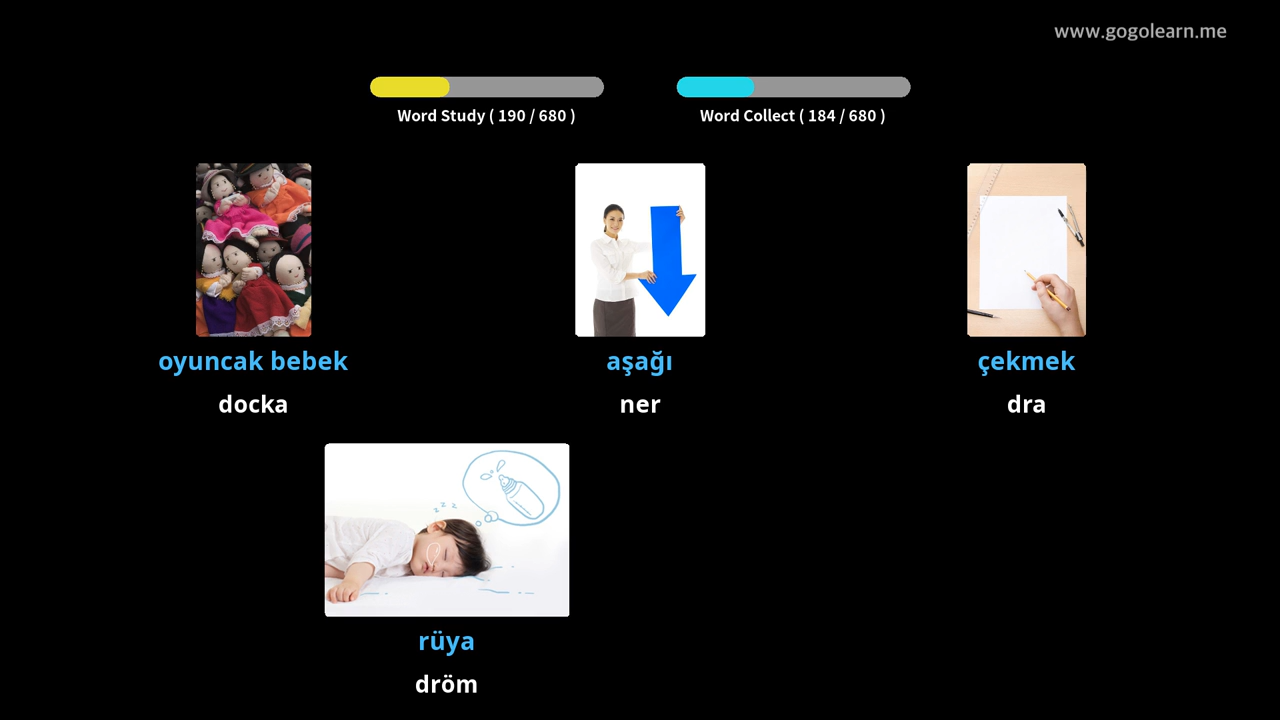 www.gogolearn.me
Word Study ( 190 / 680 )
Word Collect ( 184 / 680 )
oyuncak bebek
aşağı
çekmek
docka
ner
dra
rüya
dröm